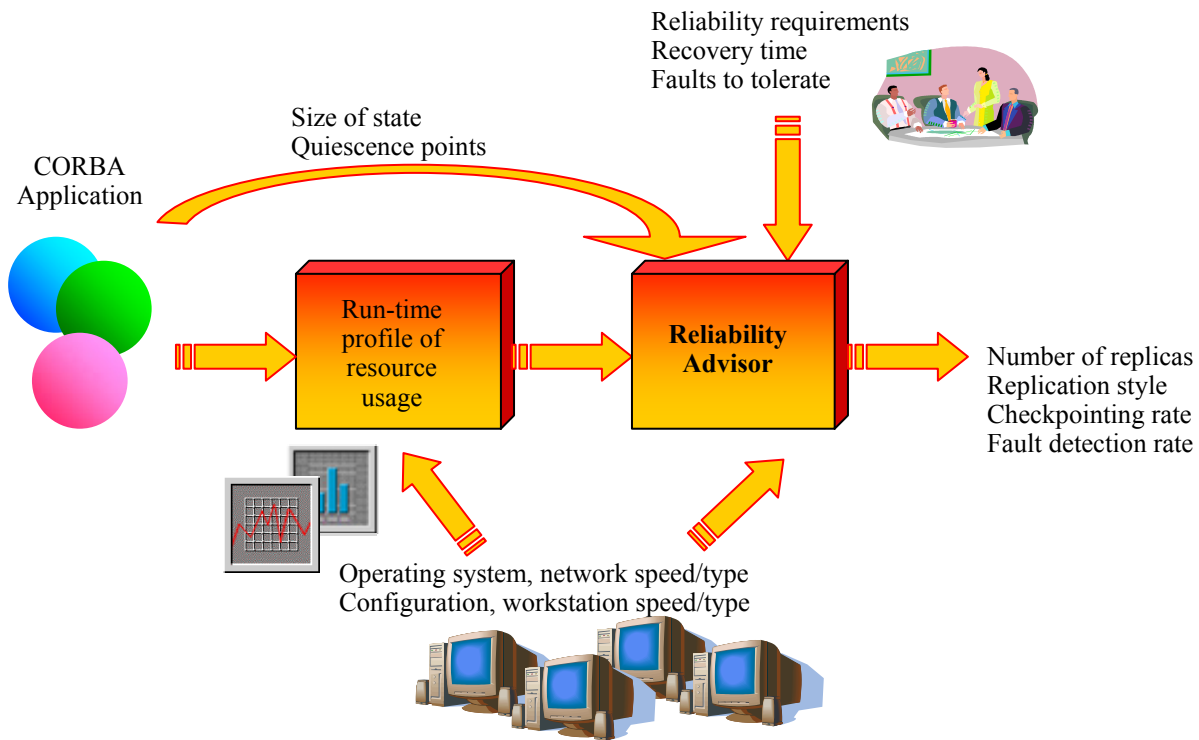 Reliability requirements
Recovery time
Faults to tolerate
Size of state
Quiescence points
CORBA
Application
Run-time
profile of
resource
usage
Reliability
Advisor
Number of replicas
Replication style
Checkpointing rate
Fault detection rate
Operating system, network speed/type
Configuration, workstation speed/type